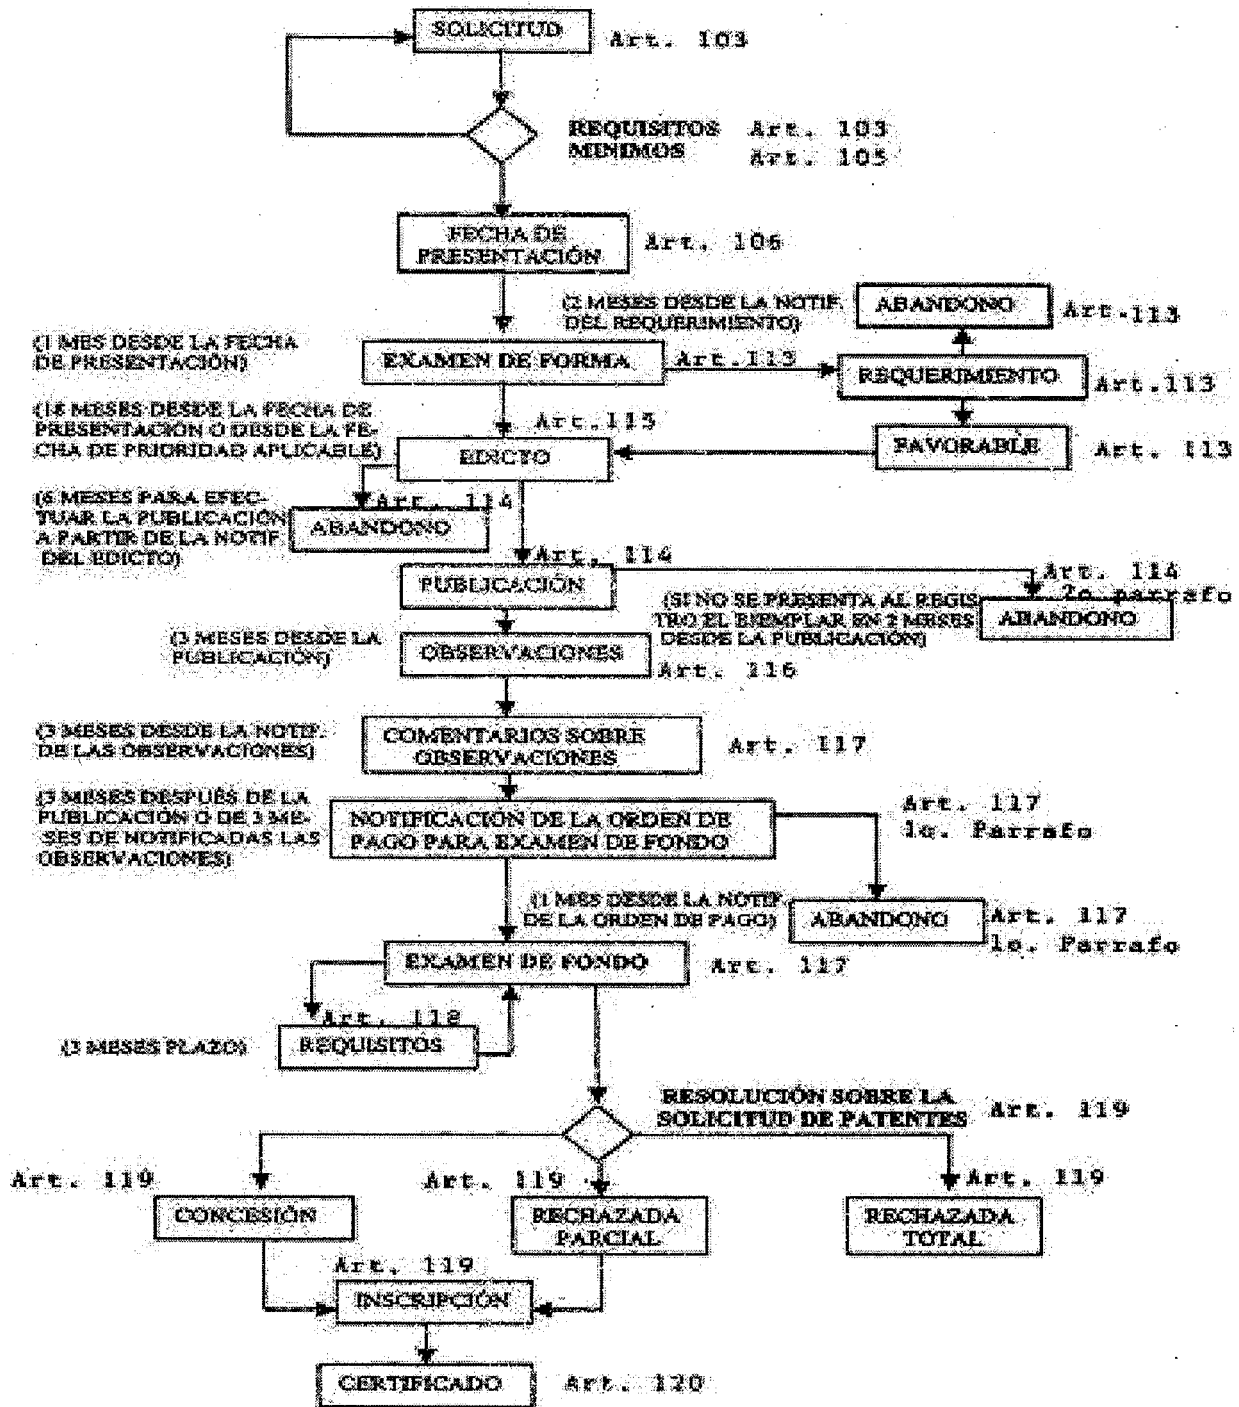 SOLICITUD
Art. 103
REQUISITOS Art. 103
MINIMOS Art. 105
FECHA DE
PRESENTACIÓN
Art. 106
(2 MESES DESDE LA NOTIF.
DEL REQUERIMIENTO)
ABANDONO
Art.113
(1 MES DESDE LA FECHA
DE PRESENTACIÓN)
EXAMEN DE FORMA
Art.113
REQUERIMIENTO
Art.113
(18 MESES DESDE LA FECHA DE
PRESENTACIÓN O DESDE LA FE-
CHA DE PRIORIDAD APLICABLE)
Art.115
EDICTO
FAVORABLE
Art. 113
(6 MESES PARA EFEC-
TUAR LA PUBLICACIÓN
A PARTIR DE LA NOTIF.
DEL EDICTO)
Art. 114
ABANDONO
Art. 114
PUBLICACIÓN
Art. 114
2o parrafo
(SI NO SE PRESENTA AL REGIS
TRO EL EJEMPLAR EN 2 MESES
DESDE LA PUBLICACIÓN)
ABANDONO
(3 MESES DESDE LA
PUBLICACIÓN)
OBSERVACIONES
Art. 116
(3 MESES DESDE LA NOTIF.
DE LAS OBSERVACIONES)
COMENTARIOS SOBRE
OBSERVACIONES
Art. 117
(3 MESES DESPUÉS DE LA
PUBLICACIÓN O DE 3 ME-
SES DE NOTIFICADAS LAS
OBSERVACIONES)
NOTIFICACIÓN DE LA ORDEN DE
PAGO PARA EXAMEN DE FONDO
Art. 117
1o. Parrafo
(1 MES DESDE LA NOTIF.
DE LA ORDEN DE PAGO)
ABANDONO
Art. 117
1o. Parrafo
EXAMEN DE FONDO
Art. 117
Art. 118
(3 MESES PLAZO)
REQUISITOS
RESOLUCIÓN SOBRE LA
SOLICITUD DE PATENTES
Art. 119
Art. 119
Art. 119
Art. 119
CONCESIÓN
RECHAZADA
PARCIAL
RECHAZADA
TOTAL
Art. 119
INSCRIPCIÓN
CERTIFICADO
Art. 120